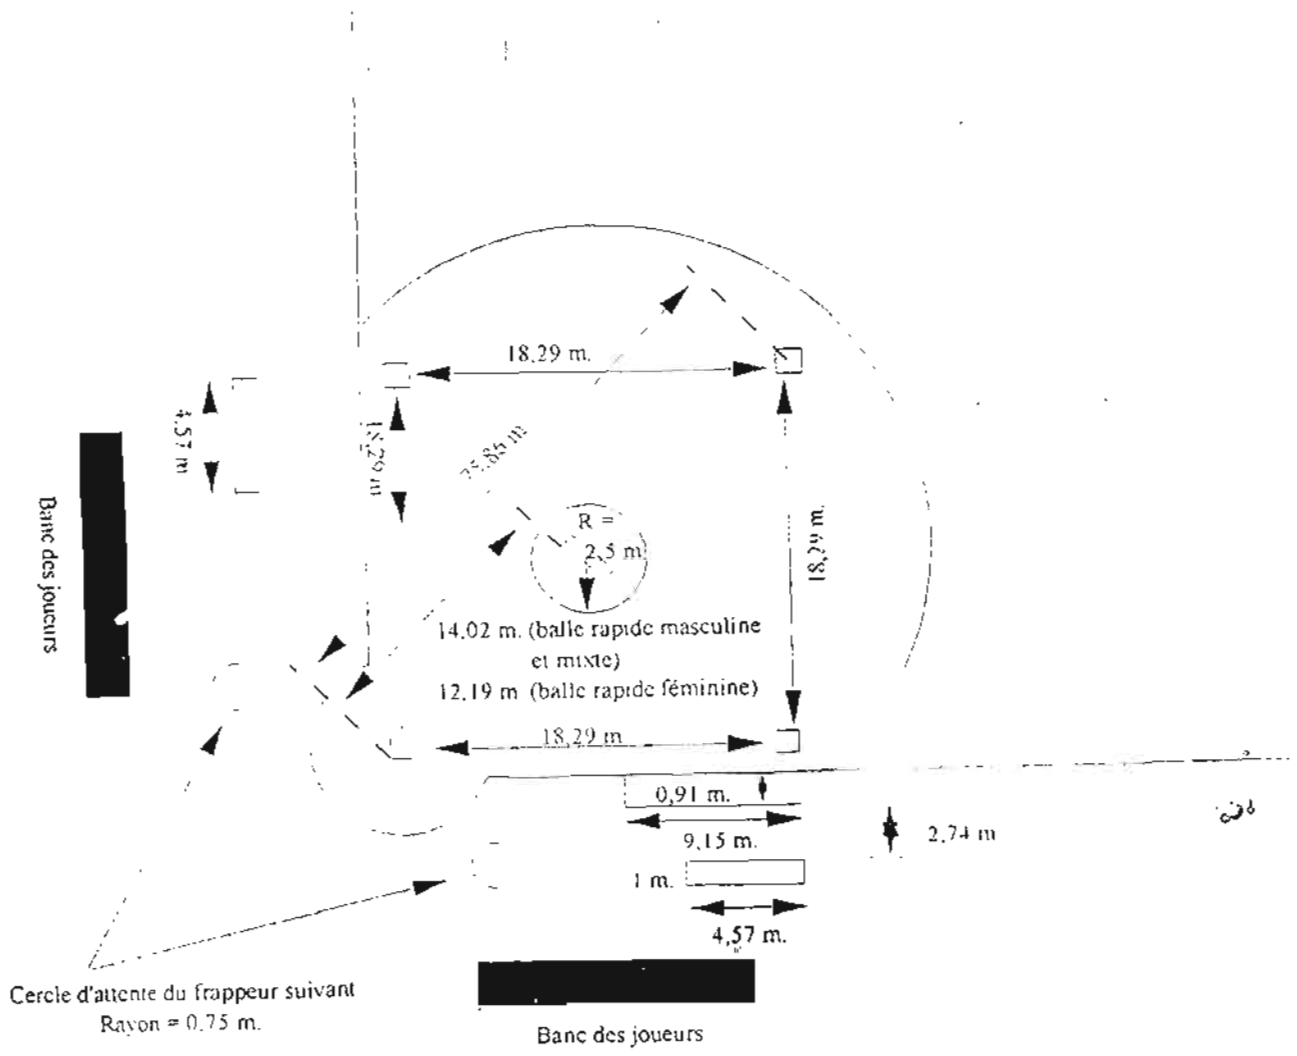 18,29 m.
4,57 m
18,29 m
25,86 m
R =
2,5 m
18,29 m.
Banc des joueurs
14,02 m. (balle rapide masculine
et mixte)
12,19 m (balle rapide féminine)
18,29 m
0,91 m.
9,15 m.
2,74 m
1 m.
4,57 m.
Cercle d'attente du frappeur suivant
Rayon = 0,75 m.
Banc des joueurs